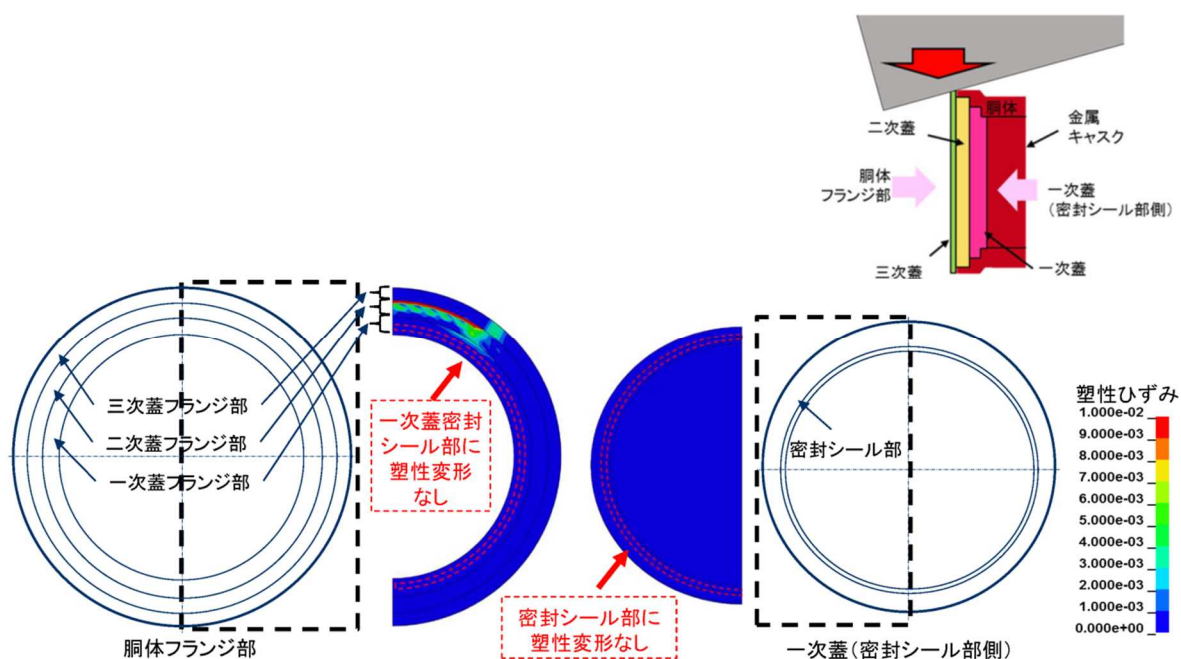 胴体
二次蓋
金属
キャスク
胴体
フランジ部
一次蓋
(密封シール部側)
三次蓋
一次蓋
三次蓋フランジ部
二次蓋フランジ部
一次蓋フランジ部
胴体フランジ部
一次蓋密封
シール部に
塑性変形
なし
密封シール部に
塑性変形なし
密封シール部
一次蓋(密封シール部側)
塑性ひずみ
1.000e-02
9.000e-03
8.000e-03
7.000e-03
6.000e-03
5.000e-03
4.000e-03
3.000e-03
2.000e-03
1.000e-03
0.000e+00